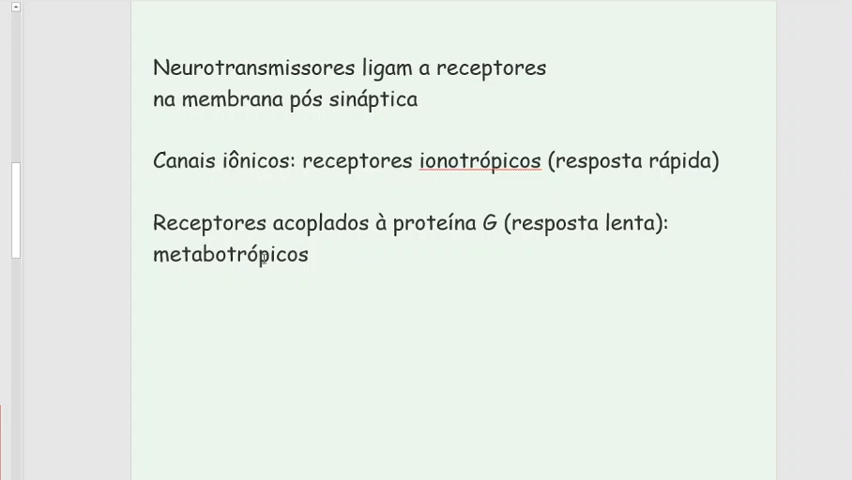 Neurotransmissores ligam a receptores
na membrana pós sináptica
Canais iônicos: receptores ionotrópicos (resposta rápida)
Receptores acoplados à proteína G (resposta lenta):
metabotrópicos